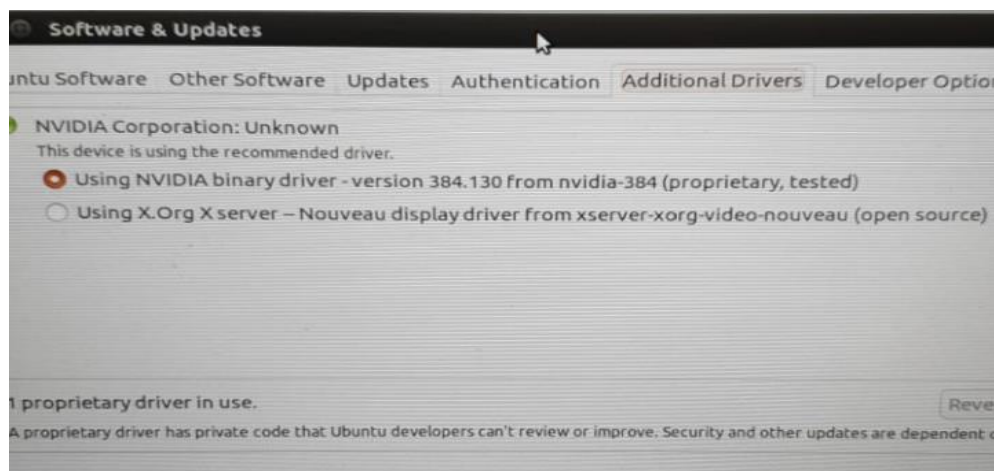 Software & Updates
untu Software Other Software Updates Authentication Additional Drivers Developer Option
NVIDIA Corporation: Unknown
This device is using the recommended driver.
Using NVIDIA binary driver - version 384.130 from nvidia-384 (proprietary, tested)
Using X.Org X server – Nouveau display driver from xserver-xorg-video-nouveau (open source)
1 proprietary driver in use.
Reve
A proprietary driver has private code that Ubuntu developers can't review or improve. Security and other updates are dependent o